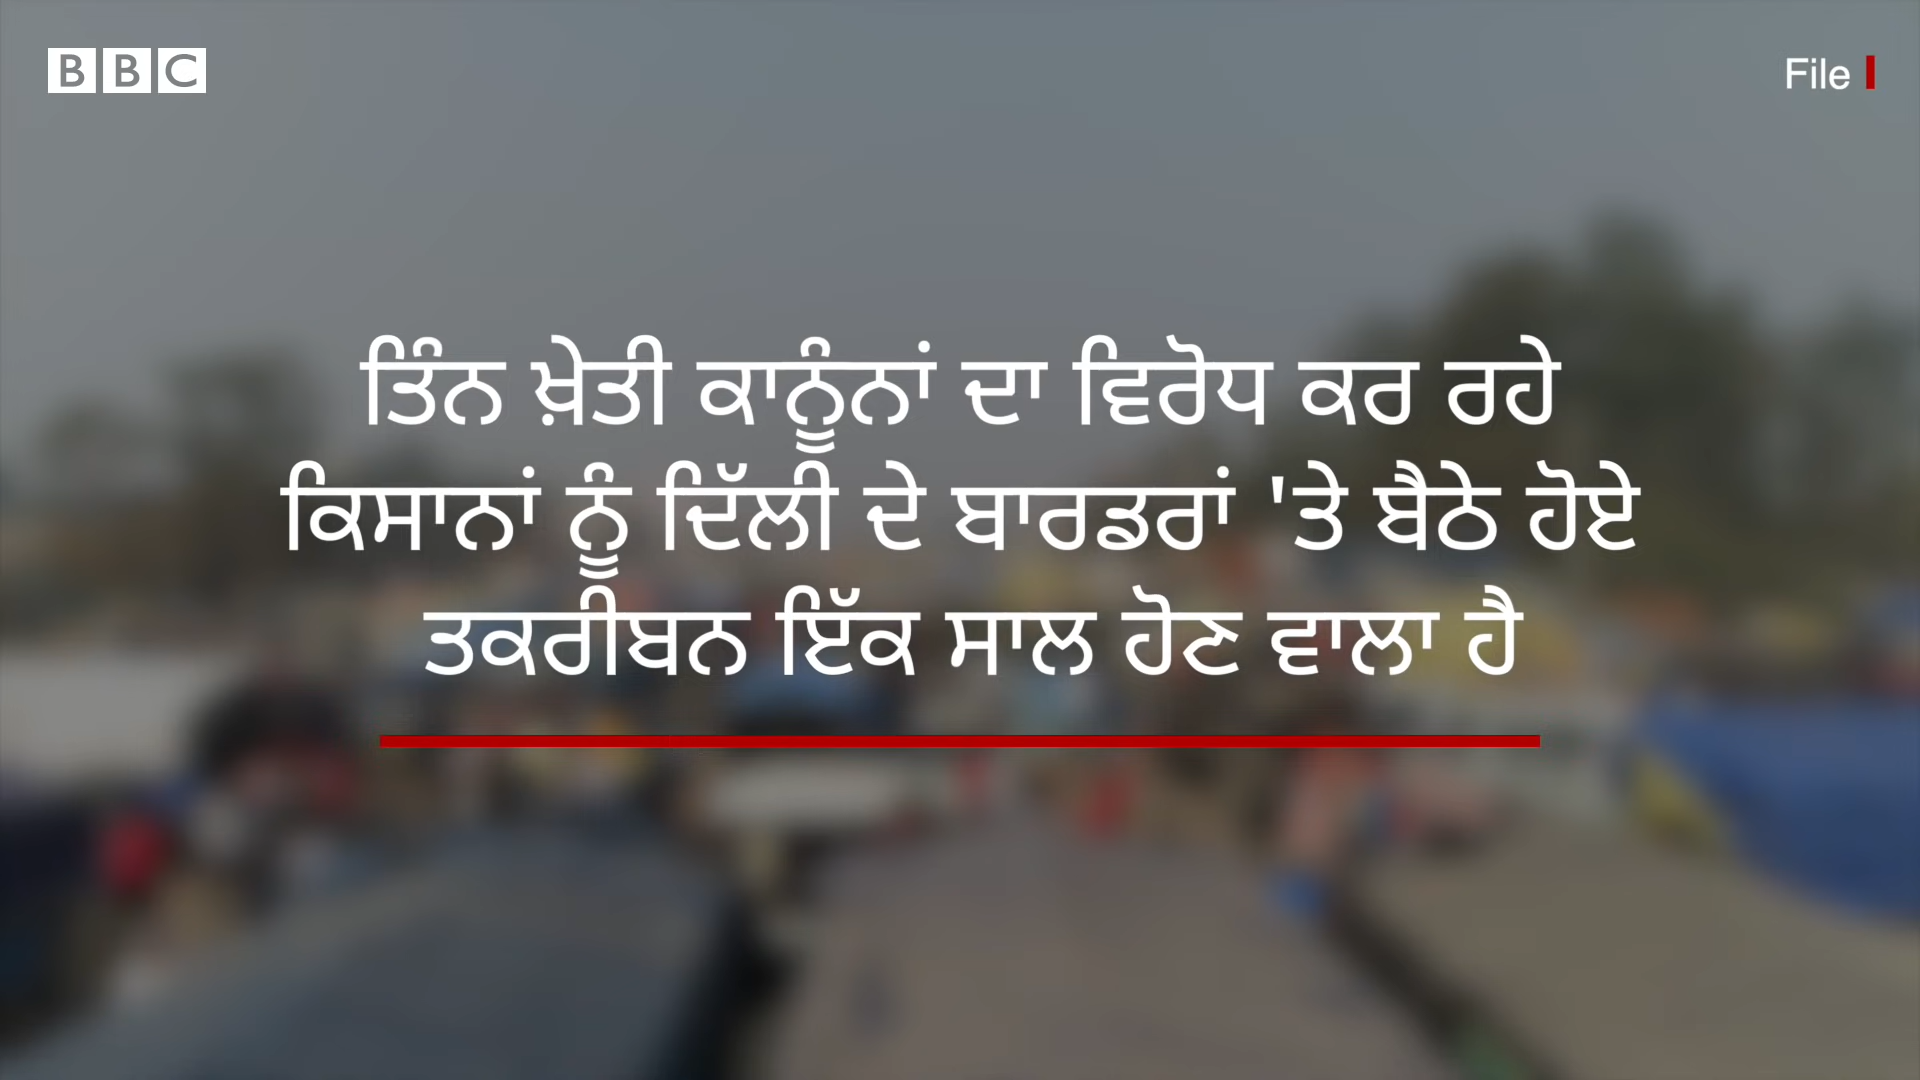 BBC
File
ਤਿੰਨ ਖ਼ੇਤੀ ਕਾਨੂੰਨਾਂ ਦਾ ਵਿਰੋਧ ਕਰ ਰਹੇ
ਕਿਸਾਨਾਂ ਨੂੰ ਦਿੱਲੀ ਦੇ ਬਾਰਡਰਾਂ 'ਤੇ ਬੈਠੇ ਹੋਏ
ਤਕਰੀਬਨ ਇੱਕ ਸਾਲ ਹੋਣ ਵਾਲਾ ਹੈ